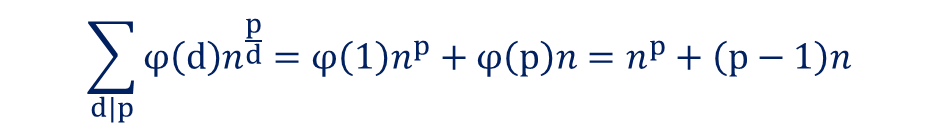 ∑_{d|p} φ(d)n^{p/d} = φ(1)n^p + φ(p)n = n^p + (p − 1)n